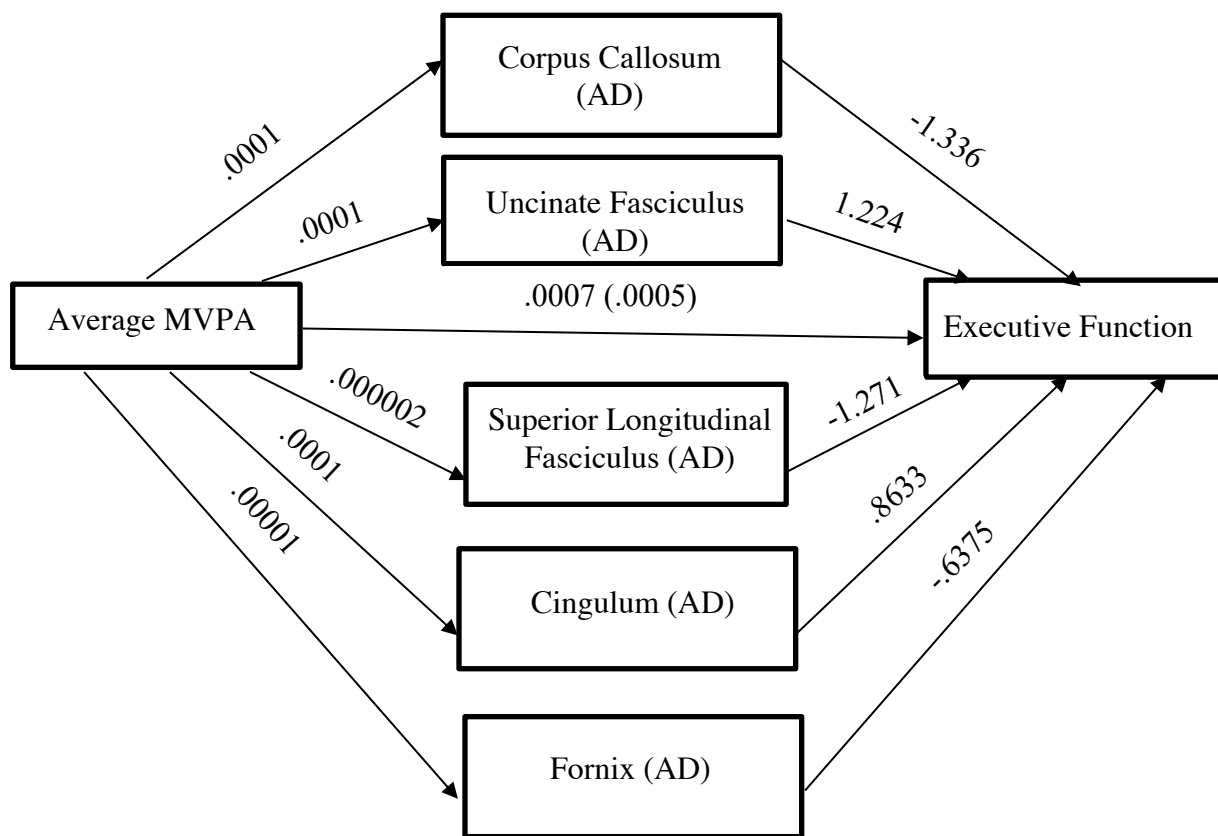 Corpus Callosum
(AD)
.0001
-1.336
Uncinate Fasciculus
(AD)
.0001
1.224
.0007 (.0005)
Average MVPA
Executive Function
.000002
Superior Longitudinal
Fasciculus (AD)
-1.271
.0001
.8633
Cingulum (AD)
.00001
-.6375
Fornix (AD)